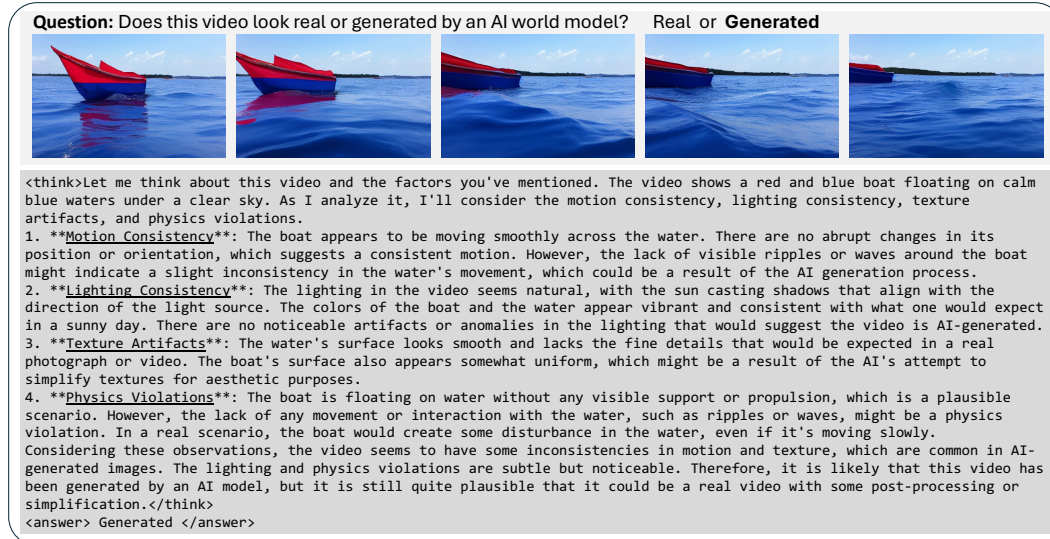 Question: Does this video look real or generated by an AI world model? Real or Generated
<think>Let me think about this video and the factors you've mentioned. The video shows a red and blue boat floating on calm
blue waters under a clear sky. As I analyze it, I'll consider the motion consistency, lighting consistency, texture
artifacts, and physics violations.
1. **Motion Consistency**: The boat appears to be moving smoothly across the water. There are no abrupt changes in its
position or orientation, which suggests a consistent motion. However, the lack of visible ripples or waves around the boat
might indicate a slight inconsistency in the water's movement, which could be a result of the AI generation process.
2. **Lighting Consistency**: The lighting in the video seems natural, with the sun casting shadows that align with the
direction of the light source. The colors of the boat and the water appear vibrant and consistent with what one would expect
in a sunny day. There are no noticeable artifacts or anomalies in the lighting that would suggest the video is AI-generated.
3. **Texture Artifacts**: The water's surface looks smooth and lacks the fine details that would be expected in a real
photograph or video. The boat's surface also appears somewhat uniform, which might be a result of the AI's attempt to
simplify textures for aesthetic purposes.
4. **Physics Violations**: The boat is floating on water without any visible support or propulsion, which is a plausible
scenario. However, the lack of any movement or interaction with the water, such as ripples or waves, might be a physics
violation. In a real scenario, the boat would create some disturbance in the water, even if it's moving slowly.
Considering these observations, the video seems to have some inconsistencies in motion and texture, which are common in AI-
generated images. The lighting and physics violations are subtle but noticeable. Therefore, it is likely that this video has
been generated by an AI model, but it is still quite plausible that it could be a real video with some post-processing or
simplification.</think>
<answer> Generated </answer>